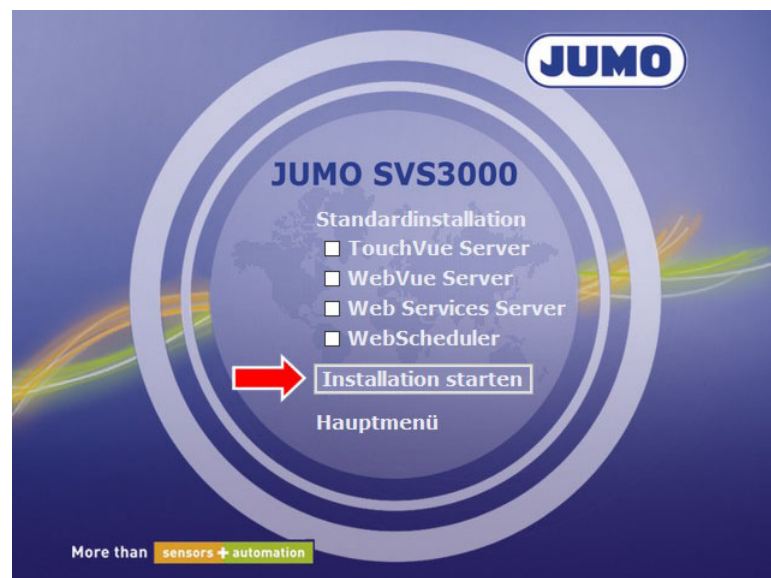 JUMO
JUMO SVS3000
Standardinstallation
TouchVue Server
WebVue Server
Web Services Server
WebScheduler
Installation starten
Hauptmenü
More than sensors + automation